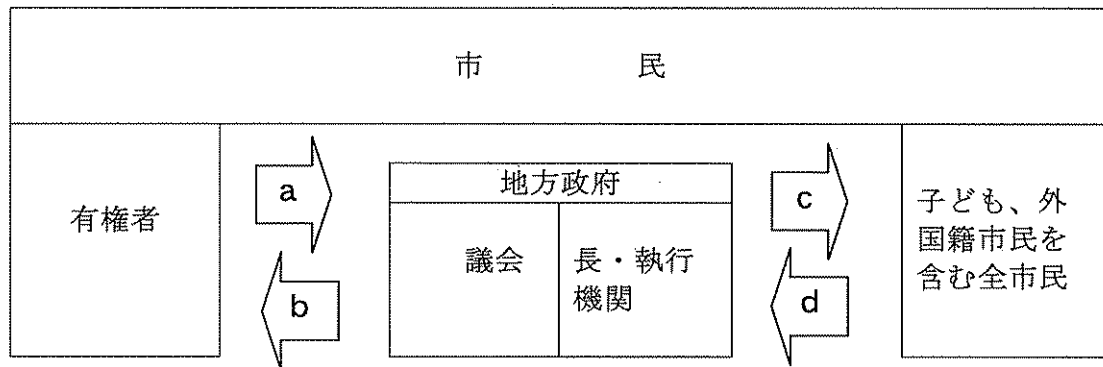 市　　　民
有権者
a
b
地方政府
議会
長・執行
機関
c
d
子ども、外
国籍市民を
含む全市民